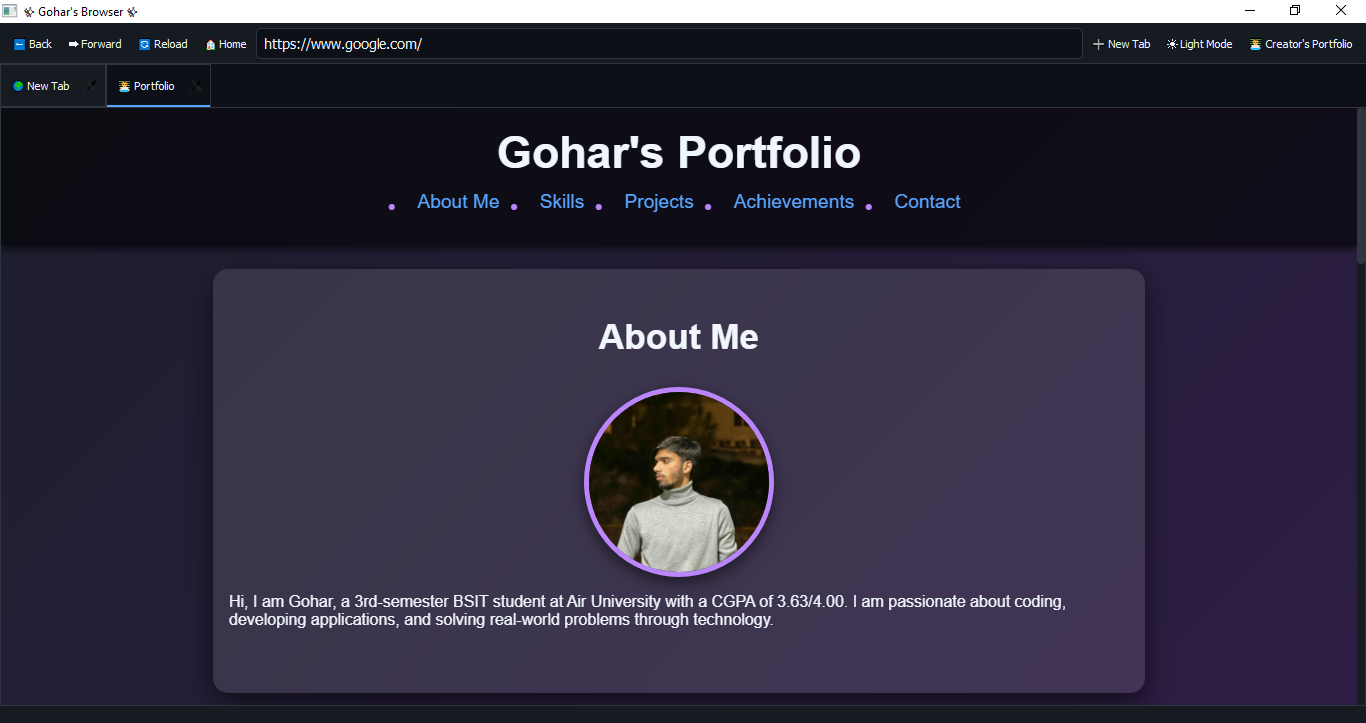 Gohar's Browser
Back Forward Reload Home https://www.google.com/ New Tab Light Mode Creator's Portfolio
New Tab Portfolio
Gohar's Portfolio
• About Me • Skills • Projects • Achievements • Contact
About Me
Hi, I am Gohar, a 3rd-semester BSIT student at Air University with a CGPA of 3.63/4.00. I am passionate about coding,
developing applications, and solving real-world problems through technology.